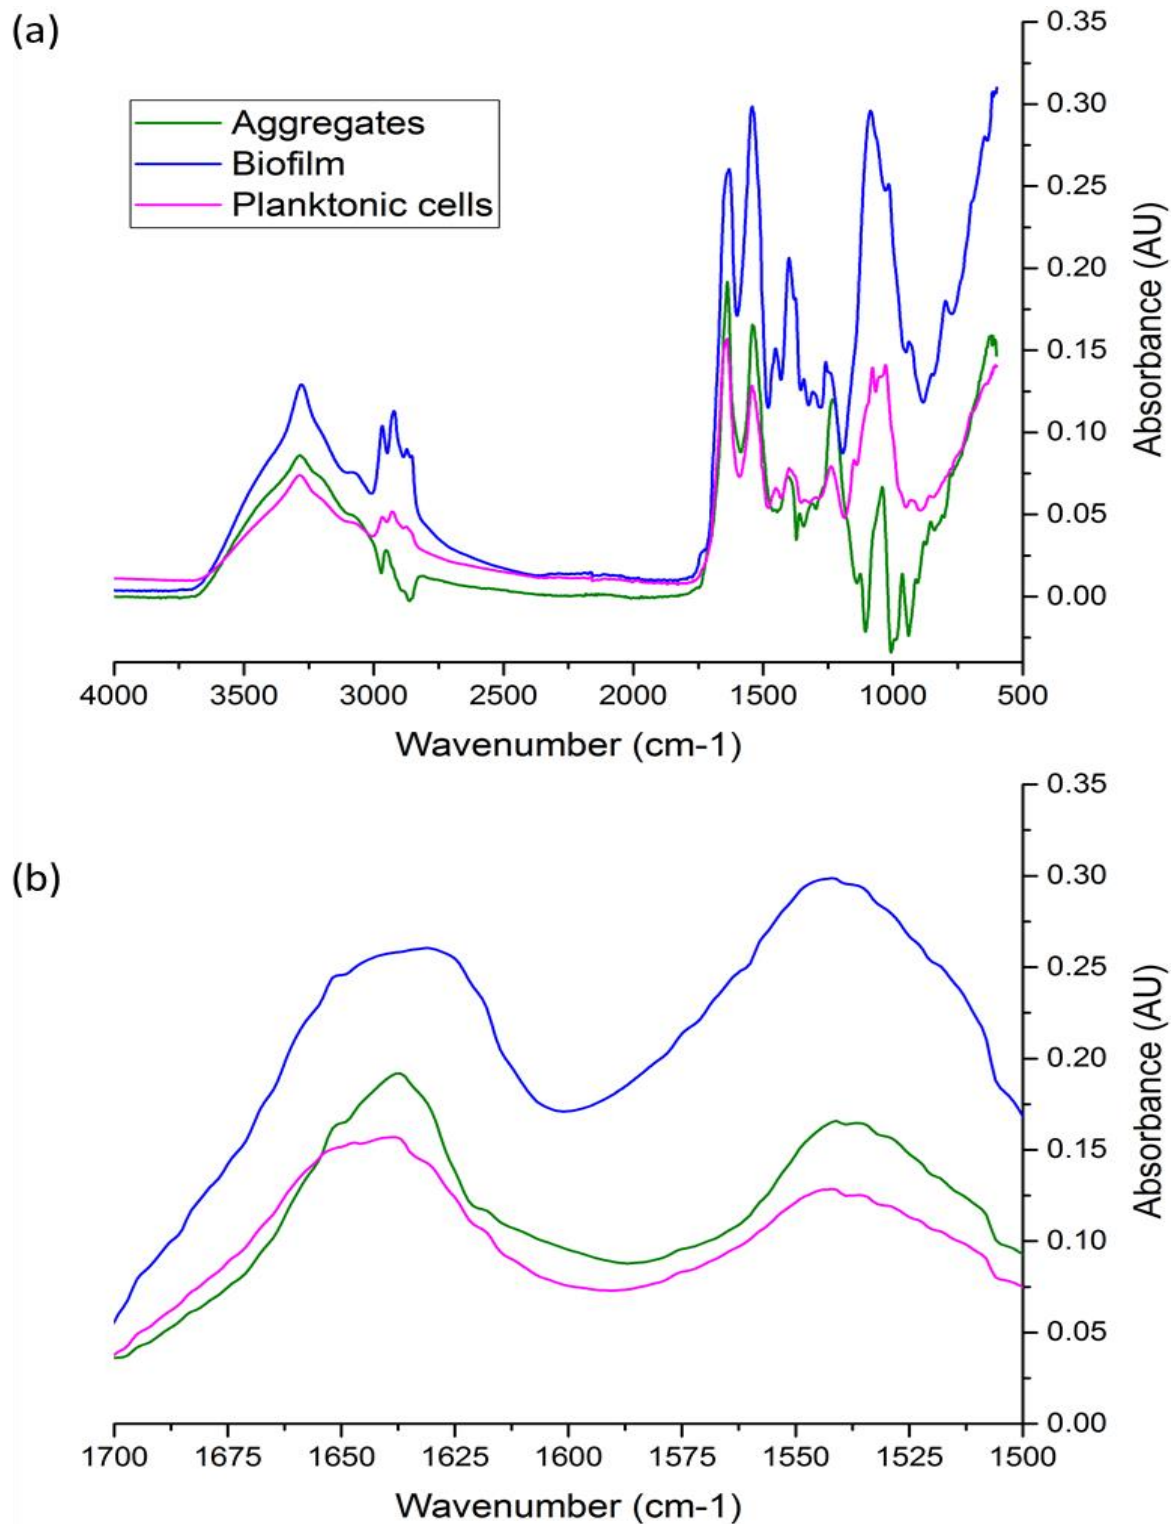 (a)
Aggregates
Biofilm
Planktonic cells
0.35
0.30
0.25
0.20
0.15
0.10
0.05
0.00
Absorbance (AU)
4000 3500 3000 2500 2000 1500 1000 500
Wavenumber (cm-1)
(b)
0.35
0.30
0.25
0.20
0.15
0.10
0.05
0.00
Absorbance (AU)
1700 1675 1650 1625 1600 1575 1550 1525 1500
Wavenumber (cm-1)